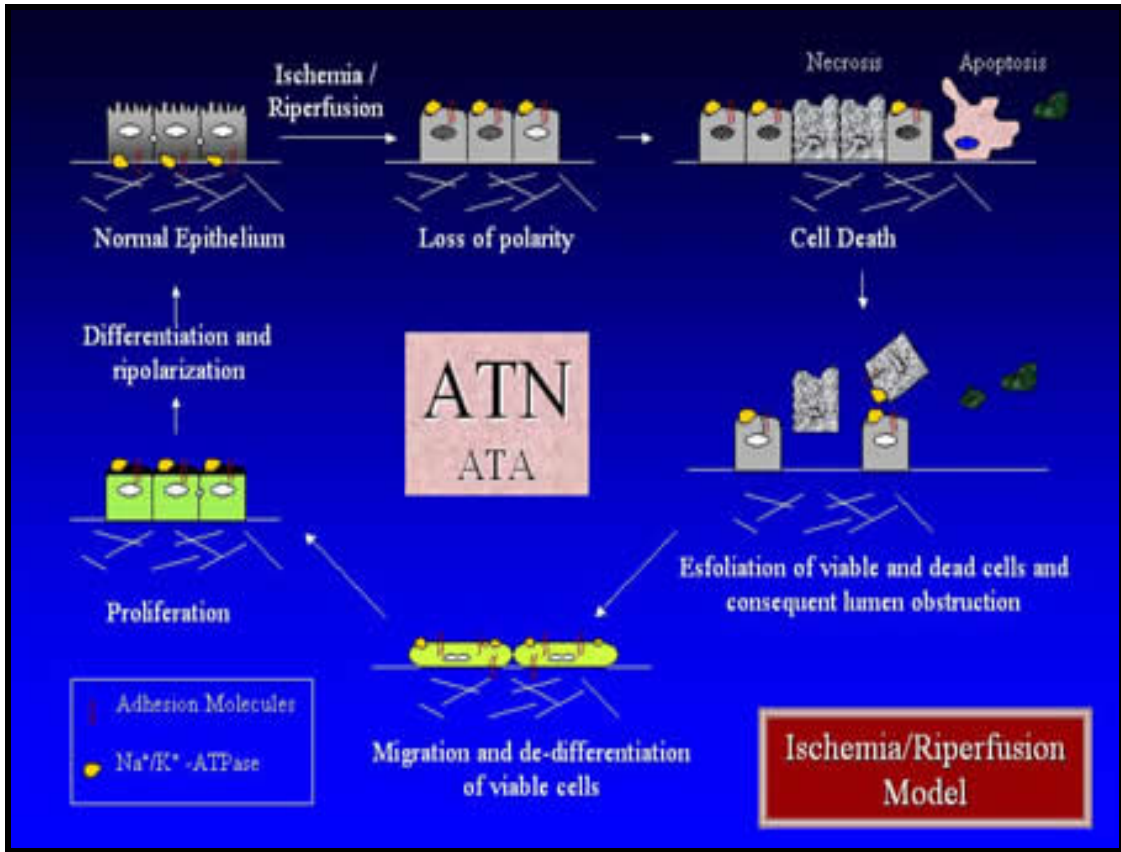 Ischemia /
Riperfusion
Necrosis
Apoptosis
Normal Epithelium
Loss of polarity
Cell Death
Differentiation and
ripolarization
ATN
ATA
Esfoliation of viable and dead cells and
consequent lumen obstruction
Proliferation
Migration and de-differentiation
of viable cells
Adhesion Molecules
Na⁺/K⁺ -ATPase
Ischemia/Riperfusion
Model